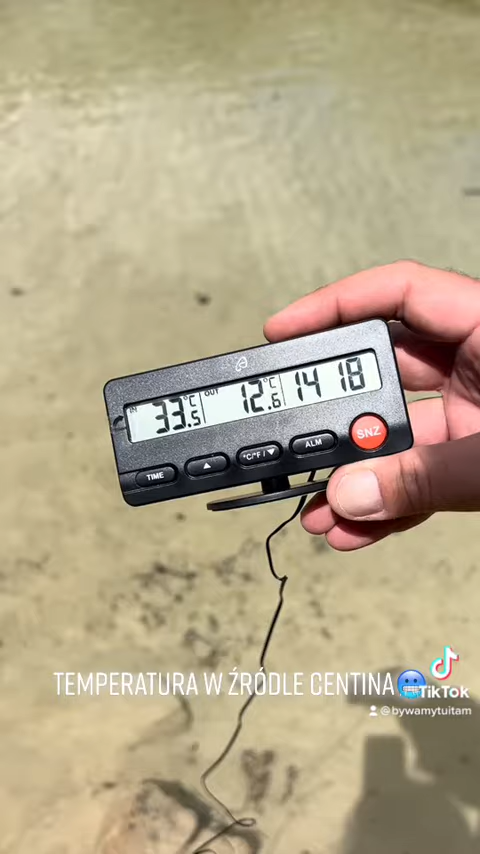 IN 33.5 °C OUT 12.6 °C 14 18
TIME ▲ °C/°F / ▼ ALM SNZ
TEMPERATURA W ŹRÓDLE CENTINA🥶
TikTok
@bywamytuitam